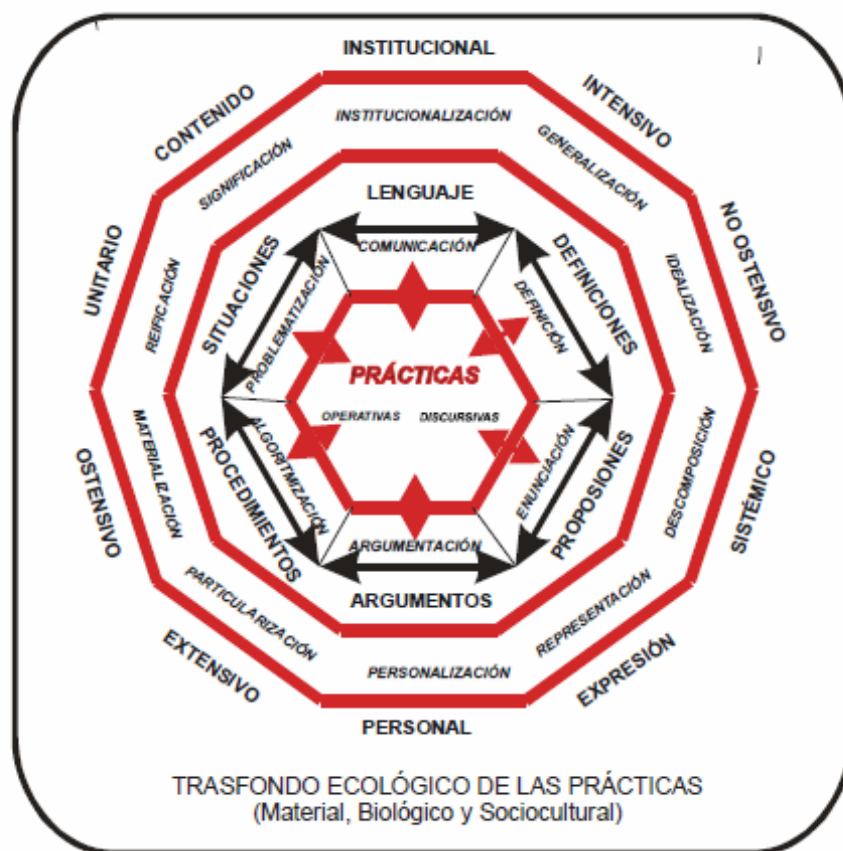 INSTITUCIONAL
CONTENIDO
INTENSIVO
INSTITUCIONALIZACIÓN
SIGNIFICACIÓN
GENERALIZACIÓN
LENGUAJE
UNITARIO
NO OSTENSIVO
REIFICACIÓN
IDEALIZACIÓN
SITUACIONES
DEFINICIONES
COMUNICACIÓN
PROBLEMATIZACIÓN
DEFINICIÓN
PRÁCTICAS
OPERATIVAS
DISCURSIVAS
ALGORITMIZACIÓN
ENUNCIACIÓN
ARGUMENTACIÓN
PROCEDIMIENTOS
PROPOSIONES
ARGUMENTOS
MATERIALIZACIÓN
DESCOMPOSICIÓN
OSTENSIVO
SISTÉMICO
PARTICULARIZACIÓN
REPRESENTACIÓN
PERSONALIZACIÓN
EXTENSIVO
EXPRESIÓN
PERSONAL
TRASFONDO ECOLÓGICO DE LAS PRÁCTICAS
(Material, Biológico y Sociocultural)